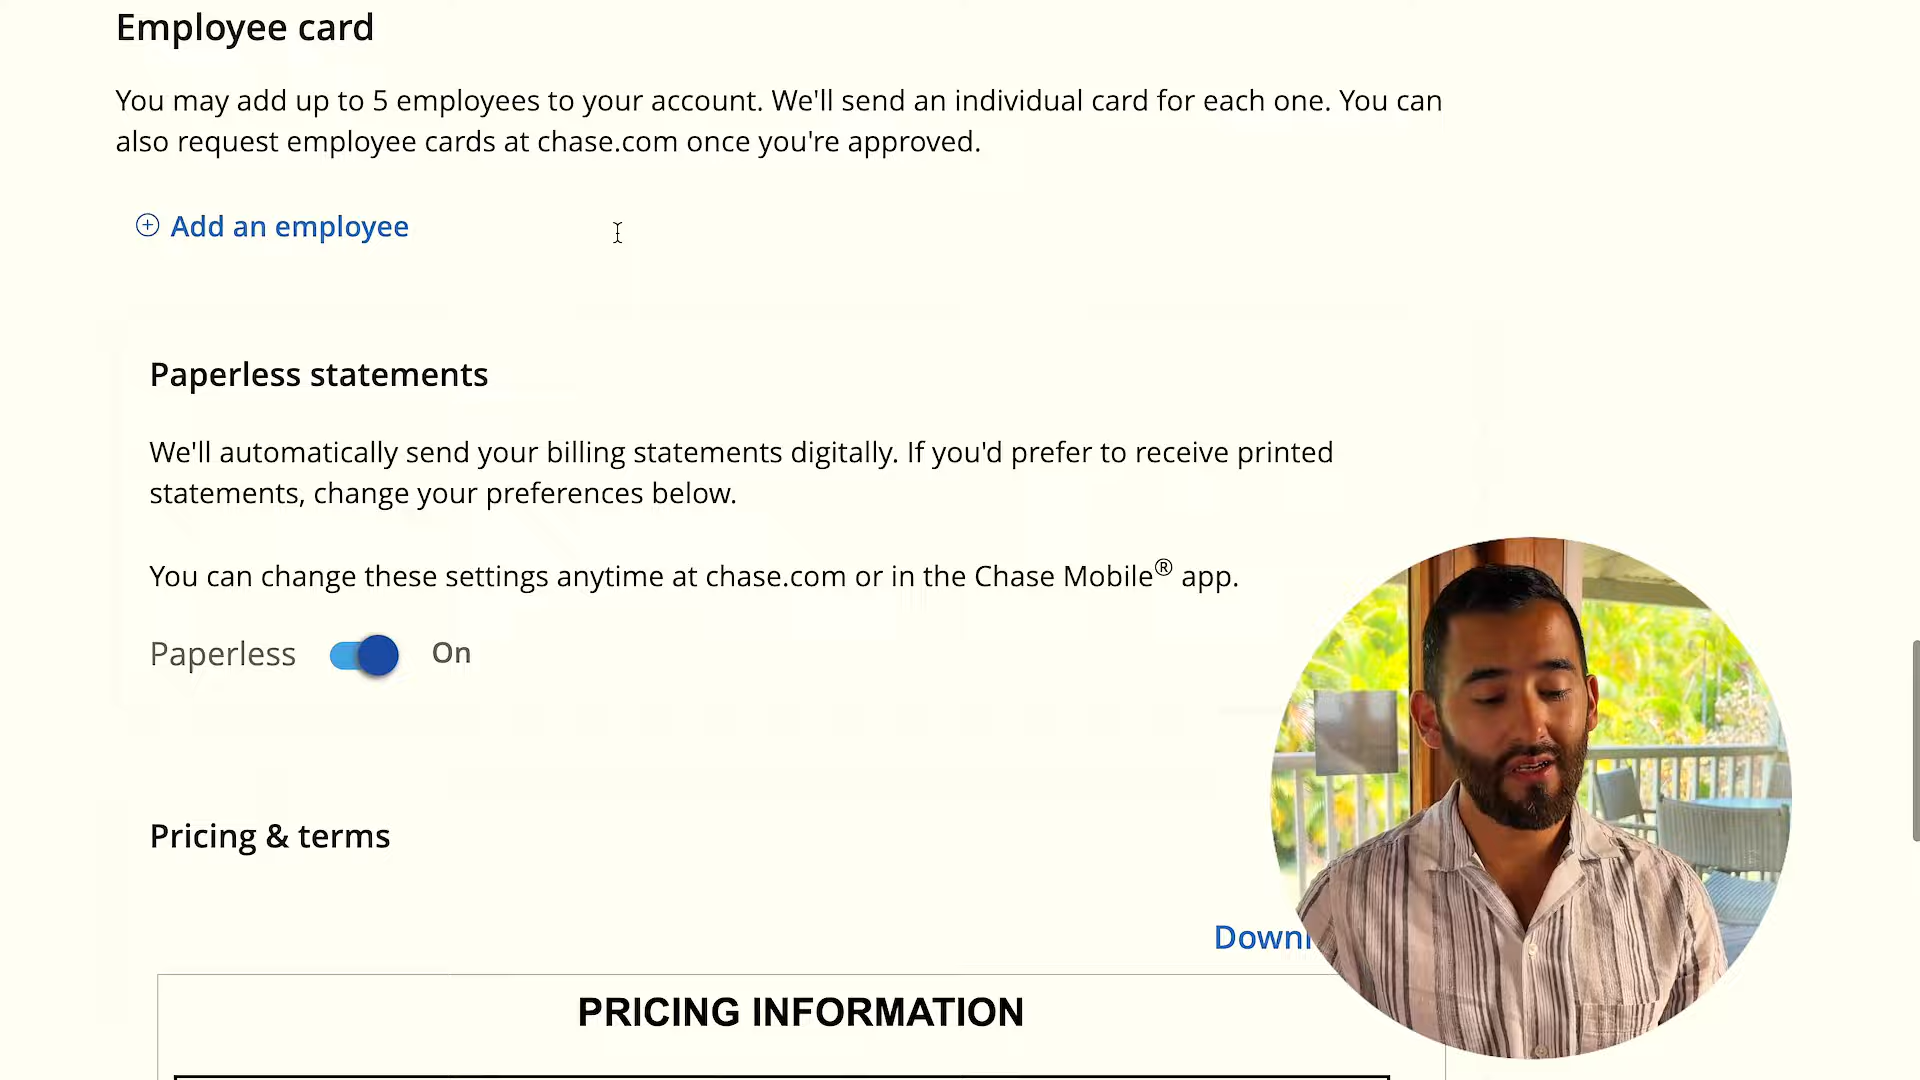 Employee card
You may add up to 5 employees to your account. We'll send an individual card for each one. You can
also request employee cards at chase.com once you're approved.
Add an employee
Paperless statements
We'll automatically send your billing statements digitally. If you'd prefer to receive printed
statements, change your preferences below.
You can change these settings anytime at chase.com or in the Chase Mobile® app.
Paperless On
Pricing & terms
PRICING INFORMATION